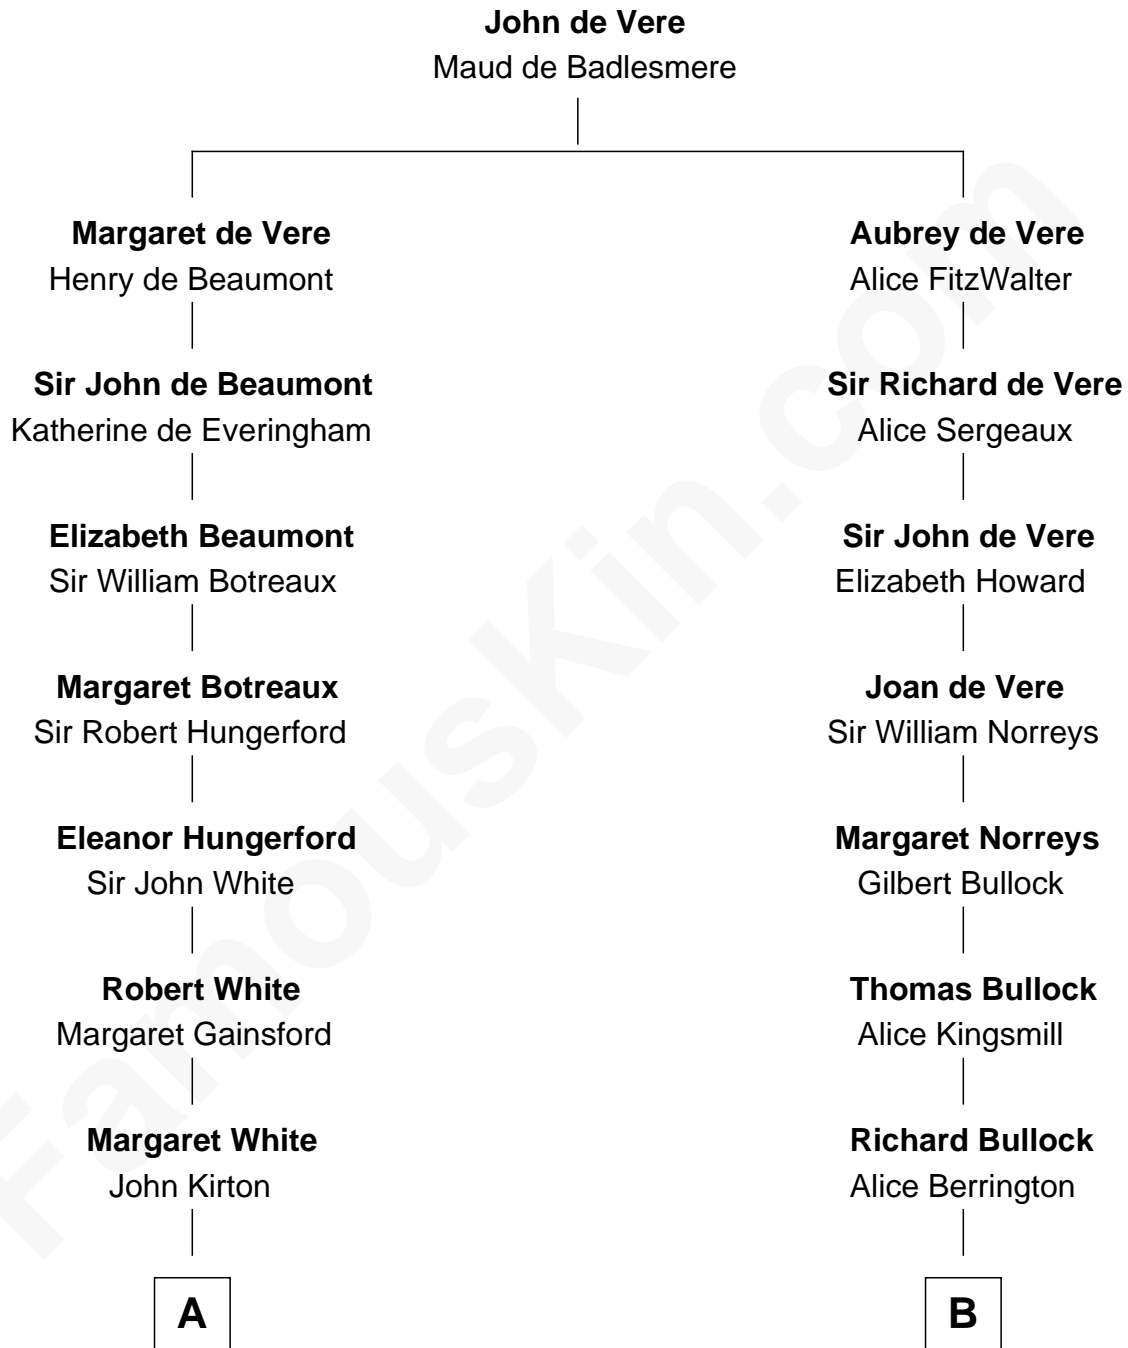 John de Vere
Maud de Badlesmere
Margaret de Vere
Henry de Beaumont
Aubrey de Vere
Alice FitzWalter
Sir John de Beaumont
Katherine de Everingham
Sir Richard de Vere
Alice Sergeaux
Elizabeth Beaumont
Sir William Botreaux
Sir John de Vere
Elizabeth Howard
Margaret Botreaux
Sir Robert Hungerford
Joan de Vere
Sir William Norreys
Eleanor Hungerford
Sir John White
Margaret Norreys
Gilbert Bullock
Robert White
Margaret Gainsford
Thomas Bullock
Alice Kingsmill
Margaret White
John Kirton
Richard Bullock
Alice Berrington
A
B
FamousKin.com